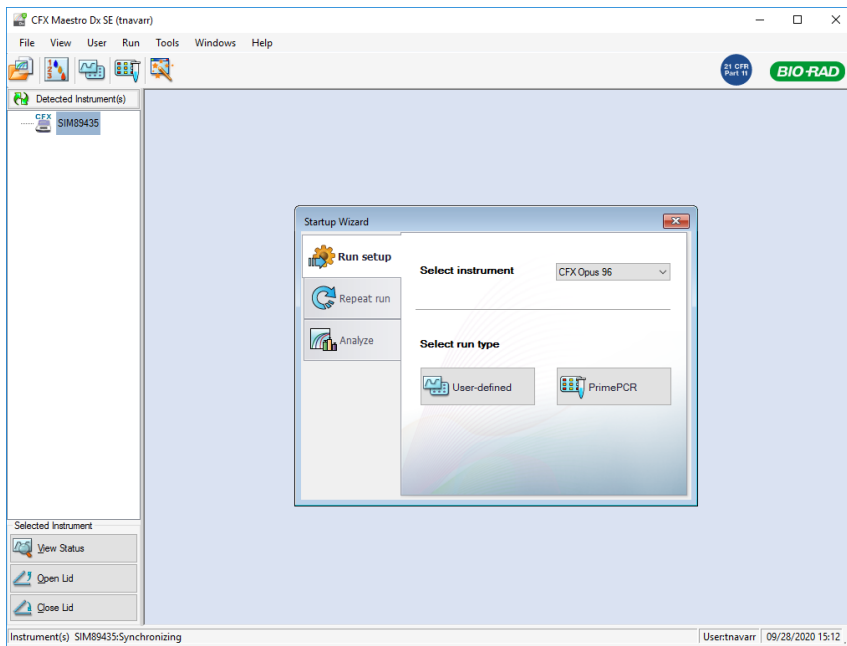 CFX Maestro Dx SE (tnavarr)
File View User Run Tools Windows Help
21 CFR
Part 11
BIO-RAD
Detected Instrument(s)
CFX
SIM89435
Startup Wizard
Run setup
Repeat run
Analyze
Select instrument
CFX Opus 96
Select run type
User-defined
PrimePCR
Selected Instrument
View Status
Open Lid
Close Lid
Instrument(s) SIM89435:Synchronizing
User:tnavarr
09/28/2020 15:12